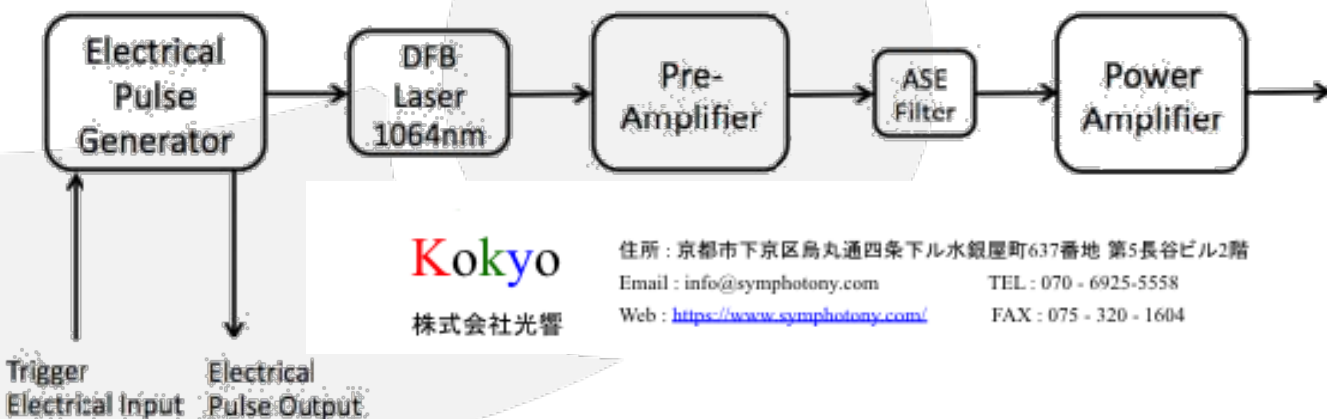 Electrical
Pulse
Generator
DFB
Laser
1064nm
Pre-
Amplifier
ASE
Filter
Power
Amplifier
Kokyo
株式会社光響
住所 : 京都市下京区烏丸通四条下ル水銀屋町637番地 第5長谷ビル2階
Email : info@symphotony.com TEL : 070 - 6925-5558
Web : https://www.symphotony.com/ FAX : 075 - 320 - 1604
Trigger
Electrical Input
Electrical
Pulse Output